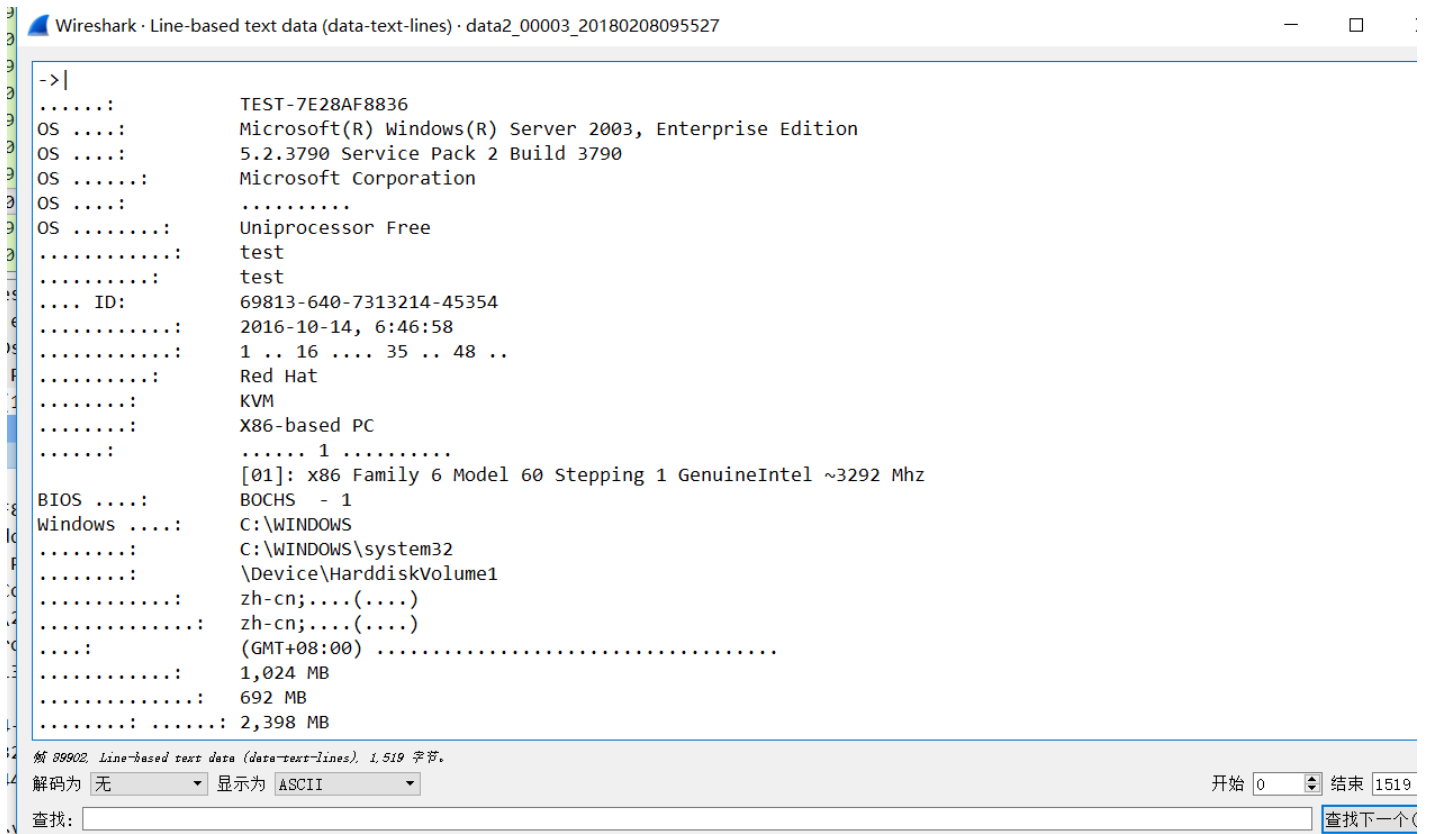 Wireshark · Line-based text data (data-text-lines) · data2_00003_20180208095527
->|
......: TEST-7E28AF8836
OS ....: Microsoft(R) Windows(R) Server 2003, Enterprise Edition
OS ....: 5.2.3790 Service Pack 2 Build 3790
OS ......: Microsoft Corporation
OS ....: ..........
OS ........: Uniprocessor Free
............: test
..........: test
.... ID: 69813-640-7313214-45354
............: 2016-10-14, 6:46:58
............: 1 .. 16 .... 35 .. 48 ..
..........: Red Hat
........: KVM
........: X86-based PC
......: ...... 1 ..........
[01]: x86 Family 6 Model 60 Stepping 1 GenuineIntel ~3292 Mhz
BIOS ....: BOCHS - 1
Windows ....: C:\WINDOWS
........: C:\WINDOWS\system32
........: \Device\HarddiskVolume1
............: zh-cn;....(....)
..............: zh-cn;....(....)
....: (GMT+08:00) ....................................
............: 1,024 MB
..............: 692 MB
........: ......: 2,398 MB
帧 89902, Line-based text data (data-text-lines), 1,519 字节。
解码为 无 显示为 ASCII 开始 0 结束 1519
查找: 查找下一个(